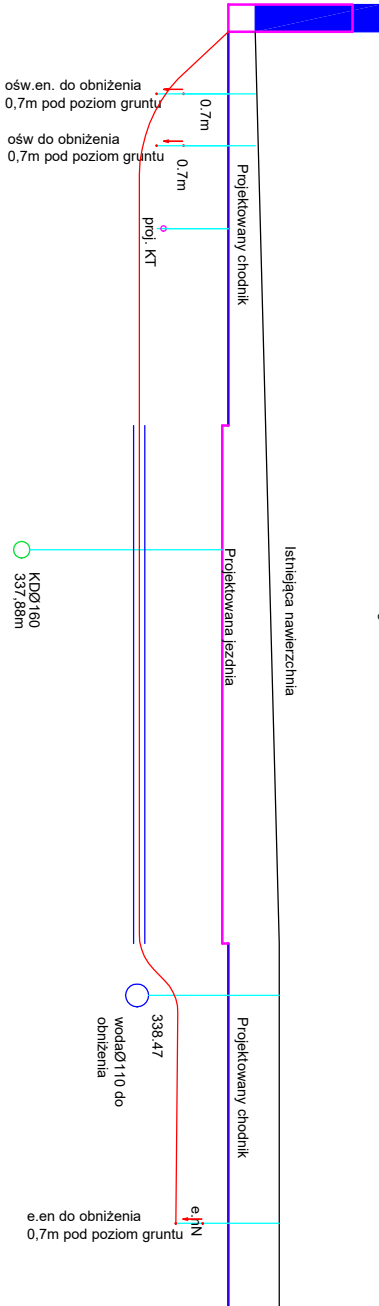 ośw.en. do obniżenia
0,7m pod poziom gruntu
0.7m
ośw do obniżenia
0,7m pod poziom gruntu
0.7m
Projektowany chodnik
proj. KT
Istniejąca nawierzchnia
Projektowana jezdnia
KDØ160
337,88m
338.47
wodaØ110 do
obniżenia
Projektowany chodnik
e.nN
e.en do obniżenia
0,7m pod poziom gruntu